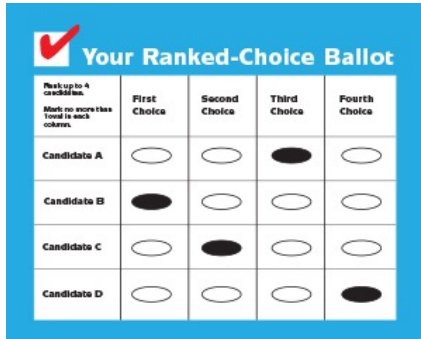 Your Ranked-Choice Ballot
Rank up to 4
candidates.
Mark no more than
1 oval in each
column.
First
Choice
Second
Choice
Third
Choice
Fourth
Choice
Candidate A
Candidate B
Candidate C
Candidate D